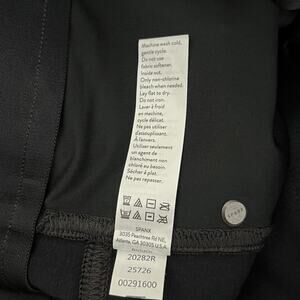 Machine wash cold,
gentle cycle.
Do not use
fabric softener.
Inside out.
Only non-chlorine
bleach when needed.
Lay flat to dry.
Do not iron.
Laver à froid
en machine,
cycle délicat.
Ne pas utiliser
d'assouplissant.
À l'envers.
Utiliser seulement
un agent de
blanchiment non
chloré au besoin.
Sécher à plat.
Ne pas repasser.
SPANX
3035 Peachtree Rd NE,
Atlanta, GA 30305 U.S.A.
20282R
25726
00291600
spanx